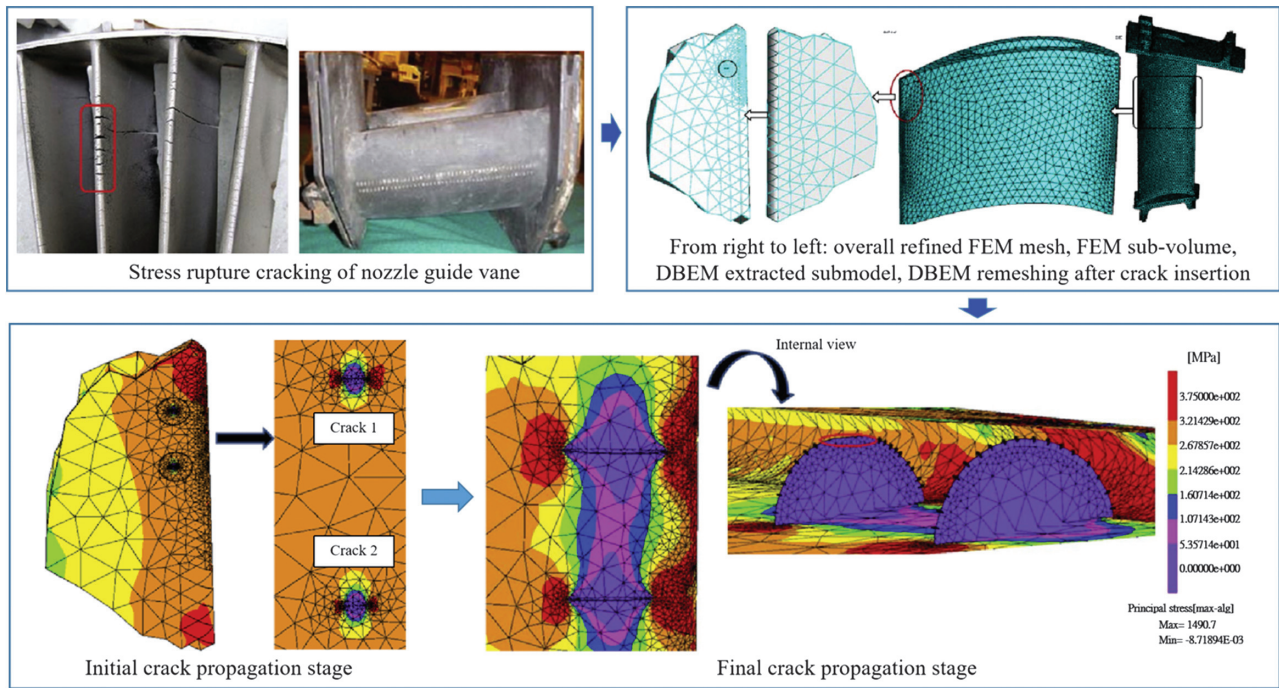 Stress rupture cracking of nozzle guide vane
From right to left: overall refined FEM mesh, FEM sub-volume,
DBEM extracted submodel, DBEM remeshing after crack insertion
Internal view
Crack 1
Crack 2
[MPa]
3.75000e+002
3.21429e+002
2.67857e+002
2.14286e+002
1.60714e+002
1.07143e+002
5.35714e+001
0.00000e+000
Principal stress[max-alg]
Max= 1490.7
Min= -8.71894E-03
Initial crack propagation stage
Final crack propagation stage